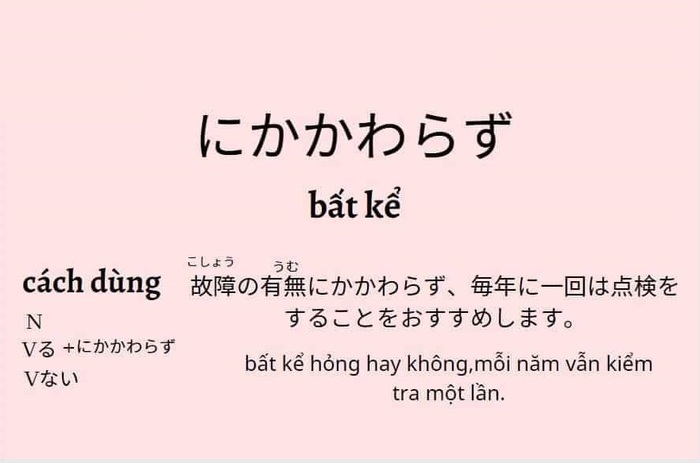 にかかわらず
bất kể
cách dùng
N
Vる +にかかわらず
Vない
こしょう うむ
故障の有無にかかわらず、毎年に一回は点検を
することをおすすめします。
bất kể hỏng hay không,mỗi năm vẫn kiểm
tra một lần.